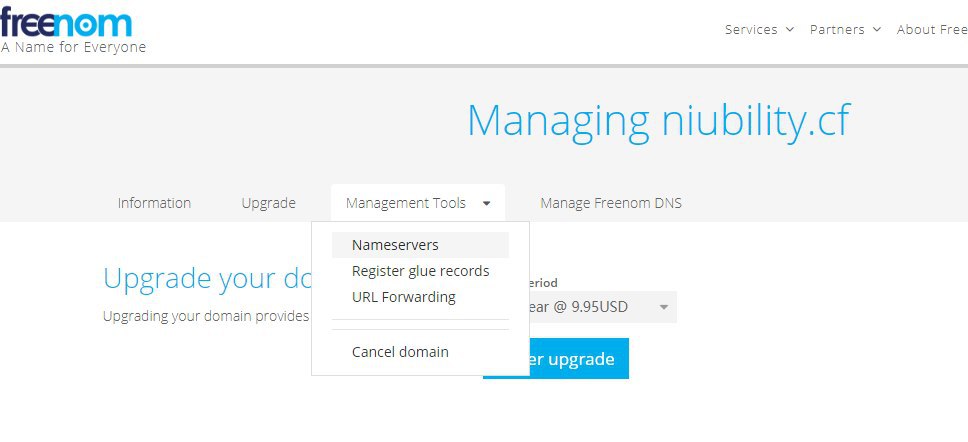 freenom
A Name for Everyone
Services Partners About Free
Managing niubility.cf
Information Upgrade Management Tools Manage Freenom DNS
Nameservers
Register glue records
URL Forwarding
Cancel domain
Upgrade your do
Upgrading your domain provides
eriod
ear @ 9.95USD
er upgrade